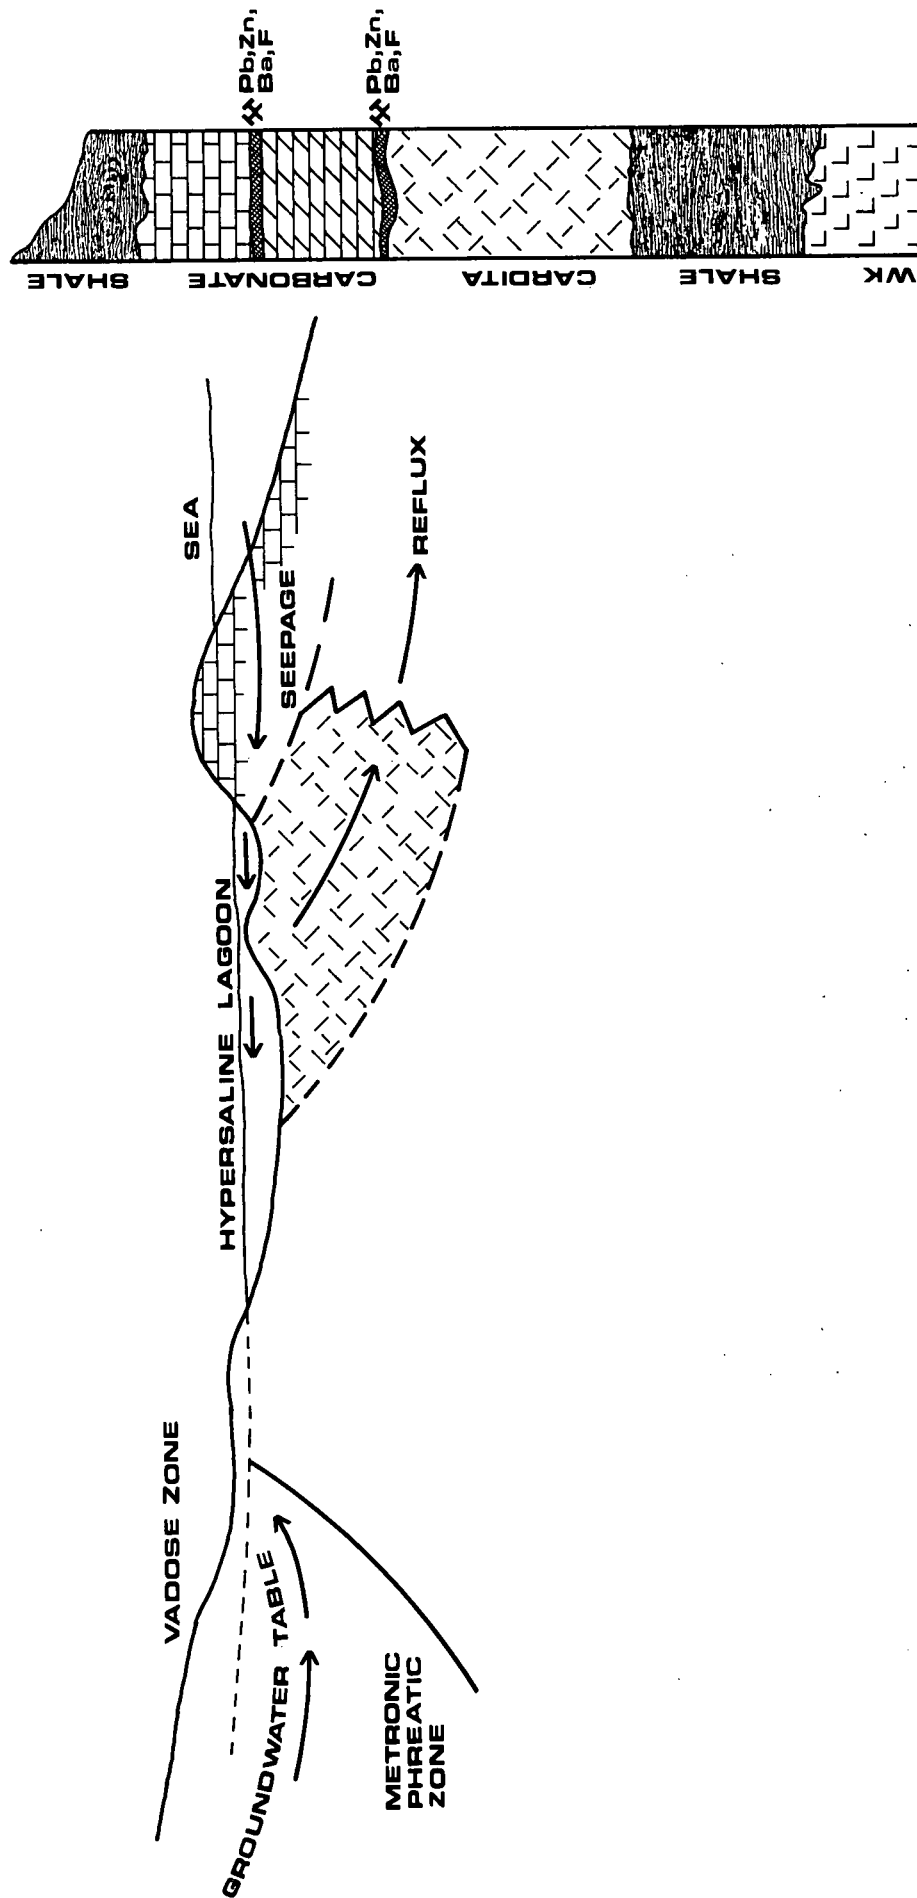 Pb,Zn,
Ba,F
Pb,Zn,
Ba,F
SHALE
CARBONATE
CARDITA
SHALE
WK
SEA
SEEPAGE
REFLUX
HYPERSALINE LAGOON
VADOSE ZONE
GROUNDWATER TABLE
METRONIC
PHREATIC
ZONE